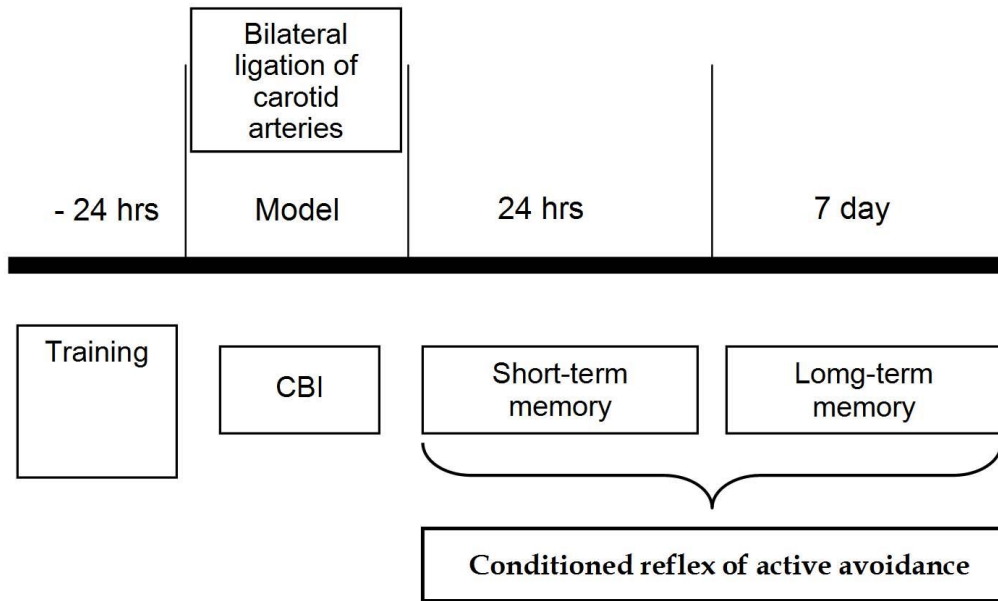 Bilateral
ligation of
carotid
arteries
- 24 hrs
Model
24 hrs
7 day
Training
CBI
Short-term
memory
Lomg-term
memory
Conditioned reflex of active avoidance